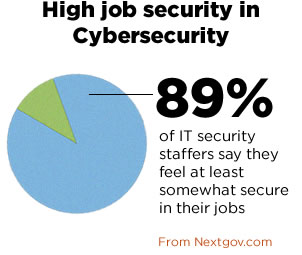 High job security in
Cybersecurity
89%
of IT security
staffers say they
feel at least
somewhat secure
in their jobs
From Nextgov.com